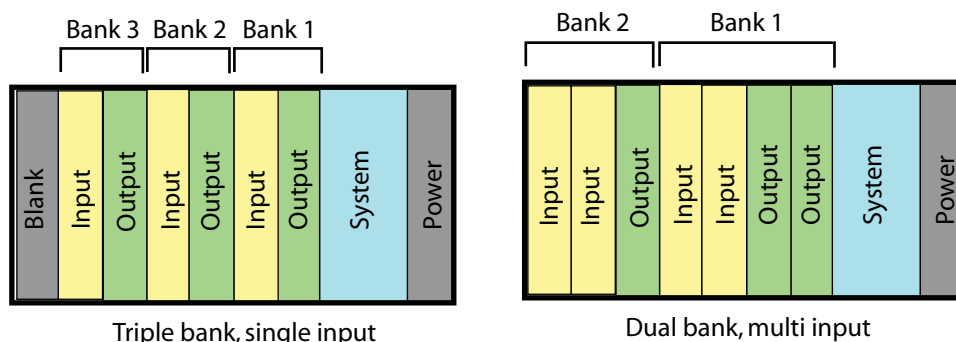 Bank 3 Bank 2 Bank 1
Blank
Input
Output
Input
Output
Input
Output
System
Power
Triple bank, single input
Bank 2 Bank 1
Input
Input
Output
Input
Input
Output
Output
System
Power
Dual bank, multi input